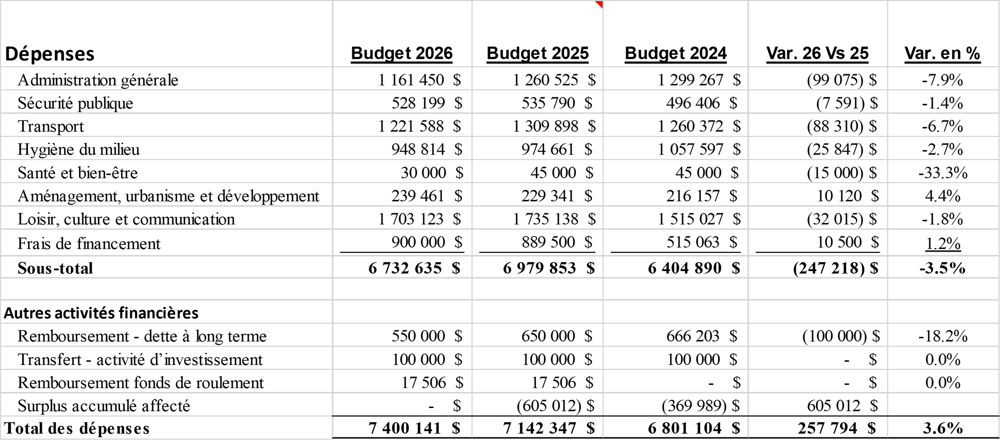 Dépenses Budget 2026 Budget 2025 Budget 2024 Var. 26 Vs 25 Var. en %
Administration générale 1 161 450 $ 1 260 525 $ 1 299 267 $ (99 075) $ -7.9%
Sécurité publique 528 199 $ 535 790 $ 496 406 $ (7 591) $ -1.4%
Transport 1 221 588 $ 1 309 898 $ 1 260 372 $ (88 310) $ -6.7%
Hygiène du milieu 948 814 $ 974 661 $ 1 057 597 $ (25 847) $ -2.7%
Santé et bien-être 30 000 $ 45 000 $ 45 000 $ (15 000) $ -33.3%
Aménagement, urbanisme et développement 239 461 $ 229 341 $ 216 157 $ 10 120 $ 4.4%
Loisir, culture et communication 1 703 123 $ 1 735 138 $ 1 515 027 $ (32 015) $ -1.8%
Frais de financement 900 000 $ 889 500 $ 515 063 $ 10 500 $ 1.2%
Sous-total 6 732 635 $ 6 979 853 $ 6 404 890 $ (247 218) $ -3.5%
Autres activités financières
Remboursement - dette à long terme 550 000 $ 650 000 $ 666 203 $ (100 000) $ -18.2%
Transfert - activité d’investissement 100 000 $ 100 000 $ 100 000 $ - $ 0.0%
Remboursement fonds de roulement 17 506 $ 17 506 $ - $ - $ 0.0%
Surplus accumulé affecté - $ (605 012) $ (369 989) $ 605 012 $
Total des dépenses 7 400 141 $ 7 142 347 $ 6 801 104 $ 257 794 $ 3.6%